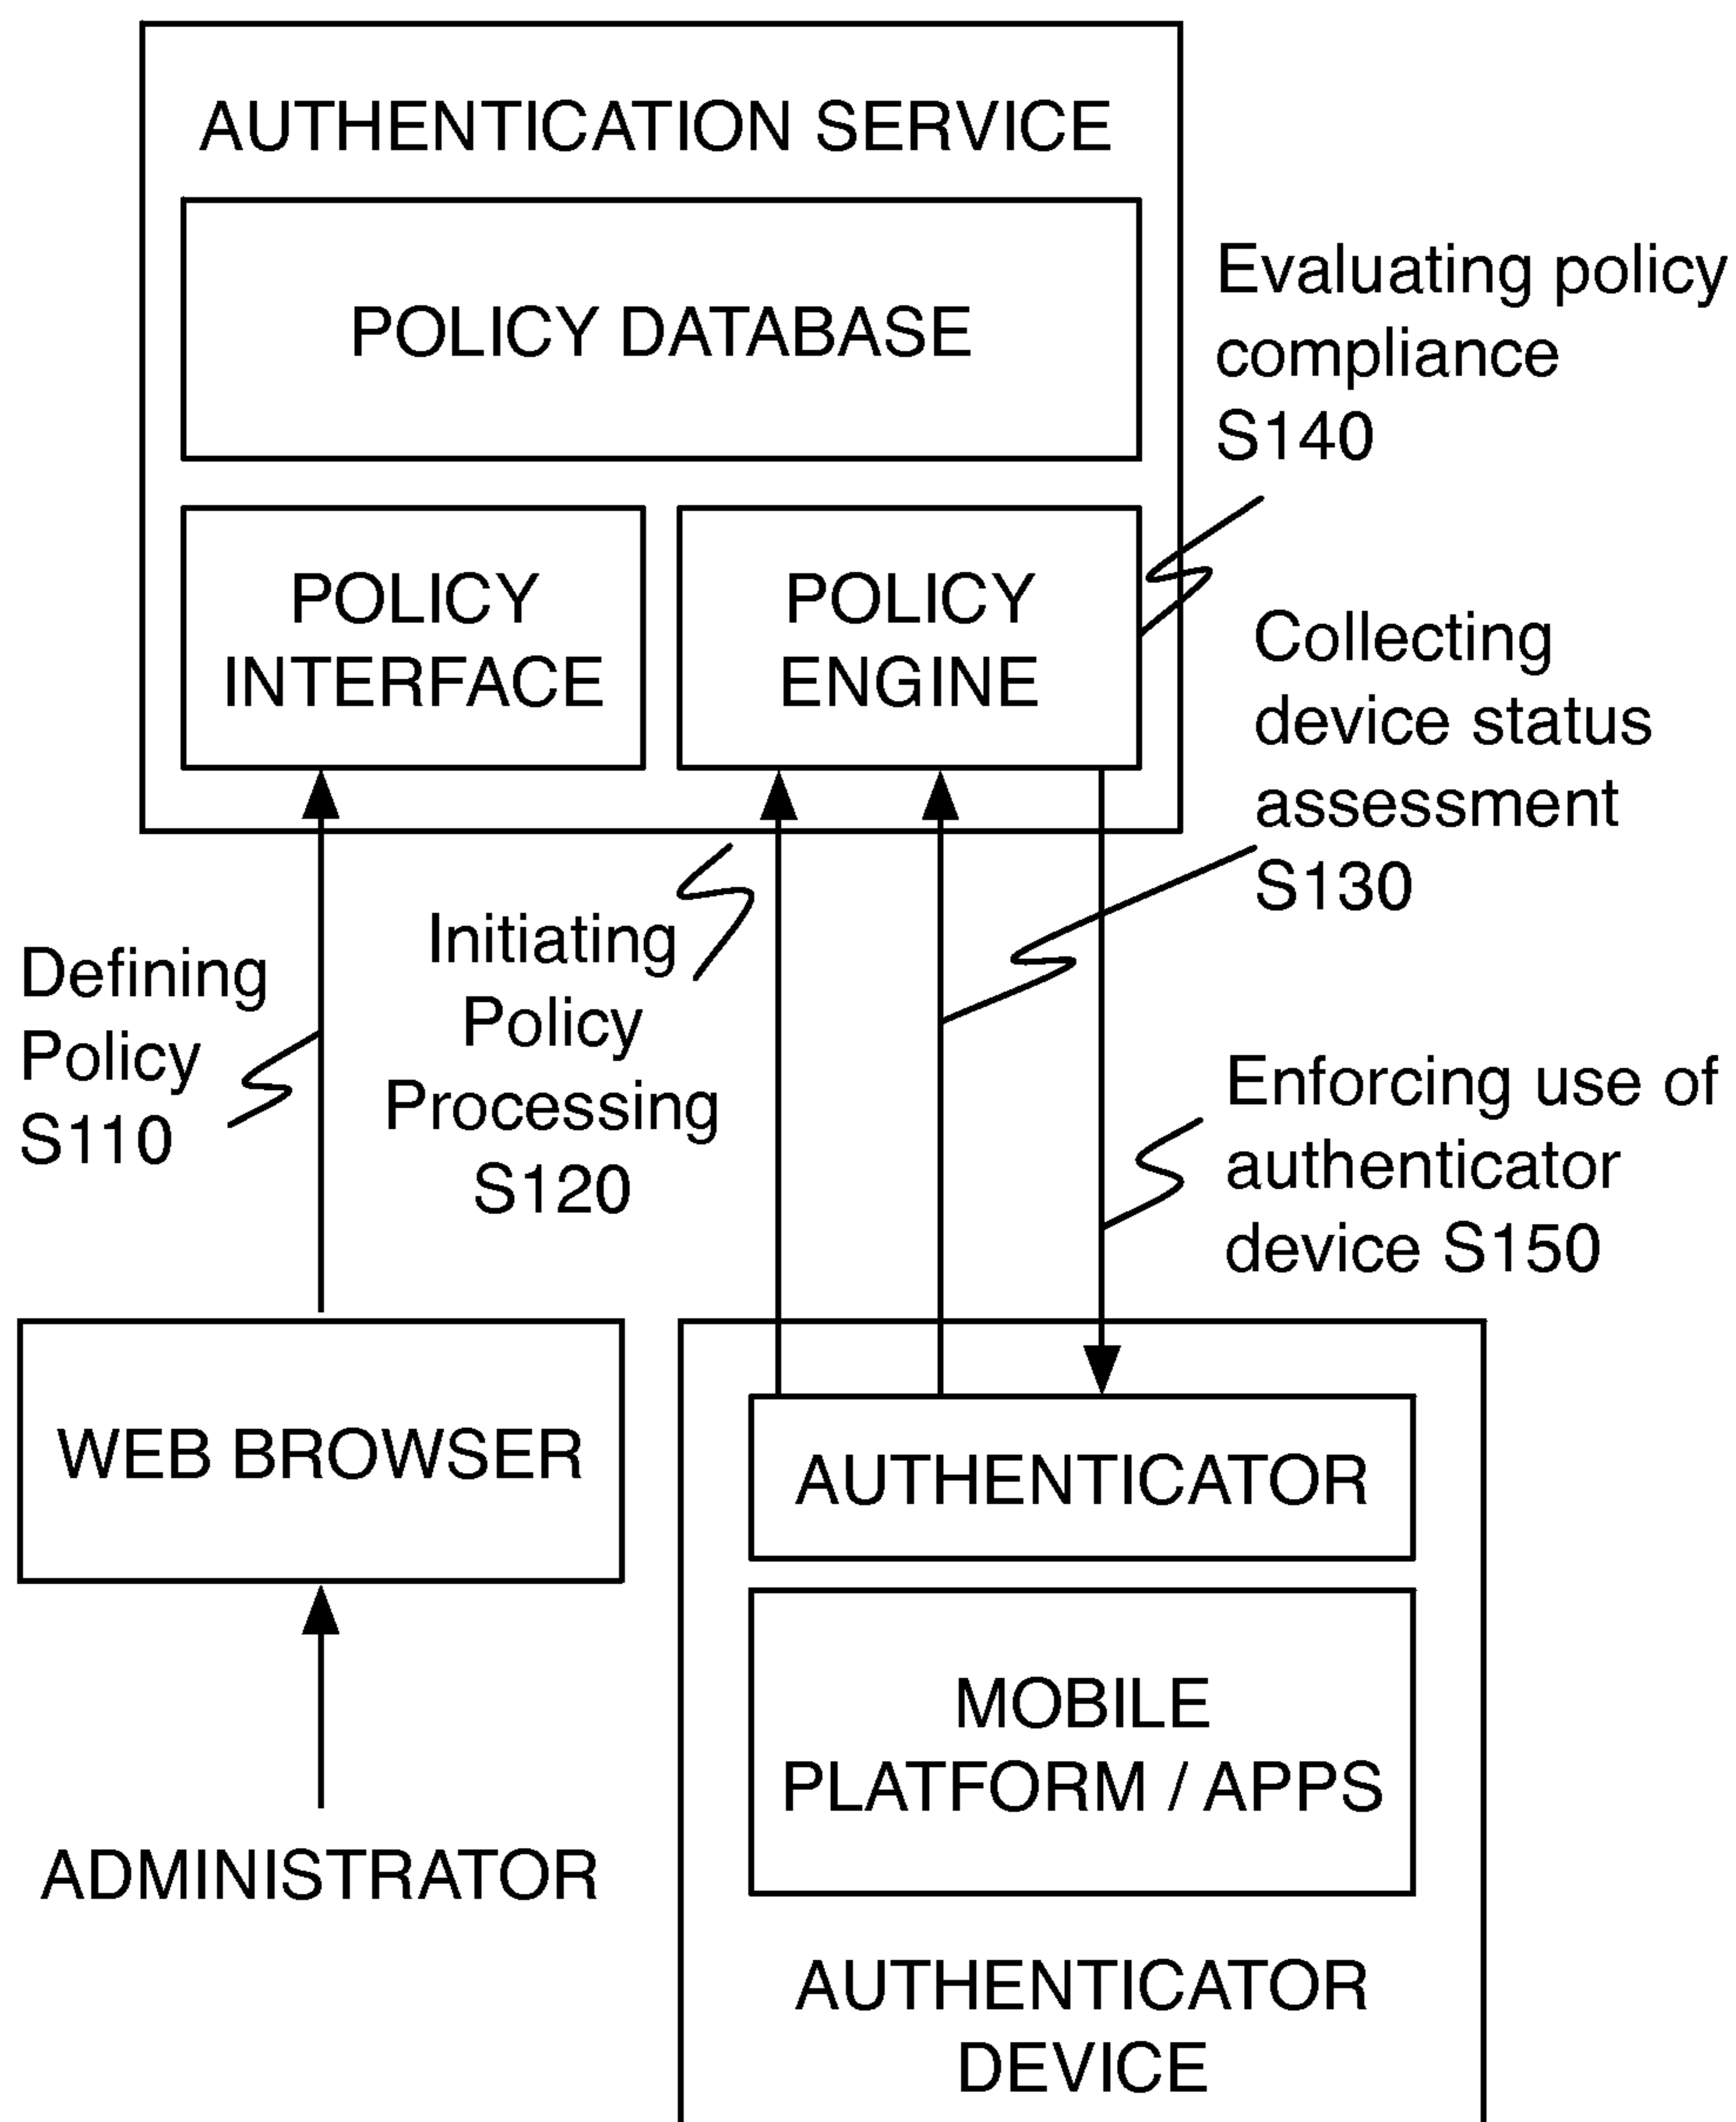 AUTHENTICATION SERVICE
POLICY DATABASE
Evaluating policy
compliance
S140
POLICY
INTERFACE
POLICY
ENGINE
Collecting
device status
assessment
S130
Defining
Policy
S110
Initiating
Policy
Processing
S120
Enforcing use of
authenticator
device S150
WEB BROWSER
AUTHENTICATOR
MOBILE
PLATFORM / APPS
ADMINISTRATOR
AUTHENTICATOR
DEVICE